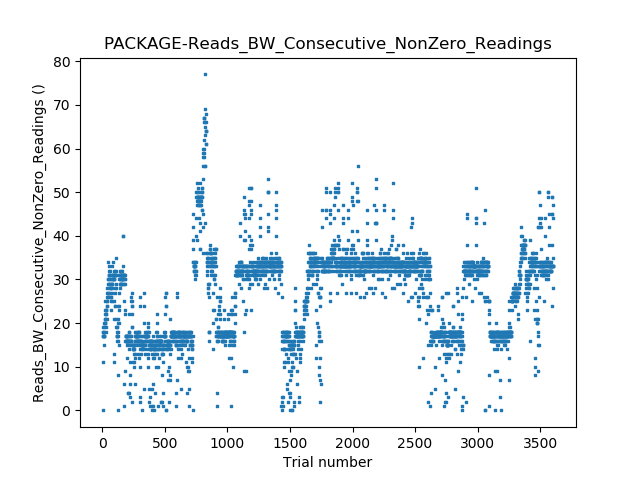 PACKAGE-Reads_BW_Consecutive_NonZero_Readings
80
70
60
50
40
30
20
10
0
Reads_BW_Consecutive_NonZero_Readings ()
0 500 1000 1500 2000 2500 3000 3500
Trial number